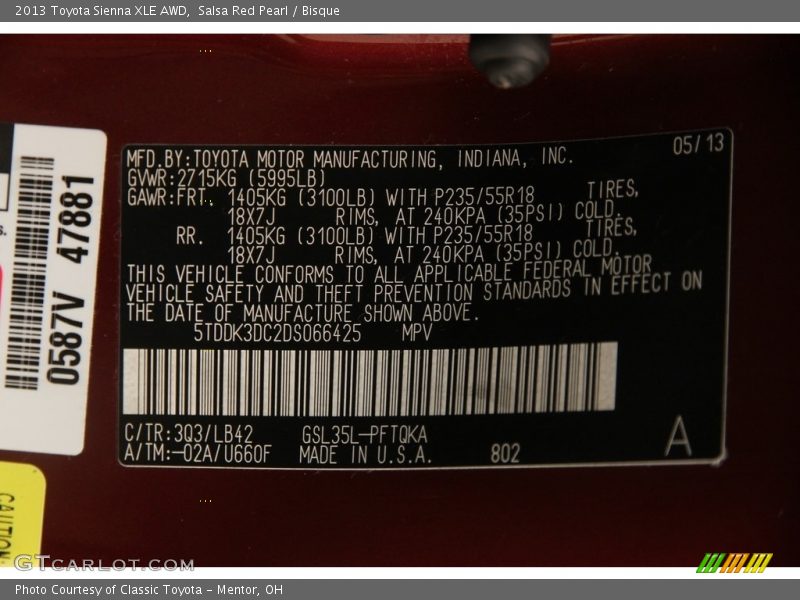 2013 Toyota Sienna XLE AWD, Salsa Red Pearl / Bisque
05/13
MFD.BY:TOYOTA MOTOR MANUFACTURING, INDIANA, INC.
GVWR:2715KG (5995LB)
GAWR:FRT. 1405KG (3100LB) WITH P235/55R18 TIRES,
18X7J RIMS, AT 240KPA (35PSI) COLD.
RR. 1405KG (3100LB) WITH P235/55R18 TIRES,
18X7J RIMS, AT 240KPA (35PSI) COLD.
THIS VEHICLE CONFORMS TO ALL APPLICABLE FEDERAL MOTOR
VEHICLE SAFETY AND THEFT PREVENTION STANDARDS IN EFFECT ON
THE DATE OF MANUFACTURE SHOWN ABOVE.
5TDDK3DC2DS066425 MPV
C/TR:3Q3/LB42 GSL35L-PFTQKA
A/TM:-02A/U660F MADE IN U.S.A. 802
A
0587V 47881
CAUTION
GTCARLOT.COM
Photo Courtesy of Classic Toyota - Mentor, OH